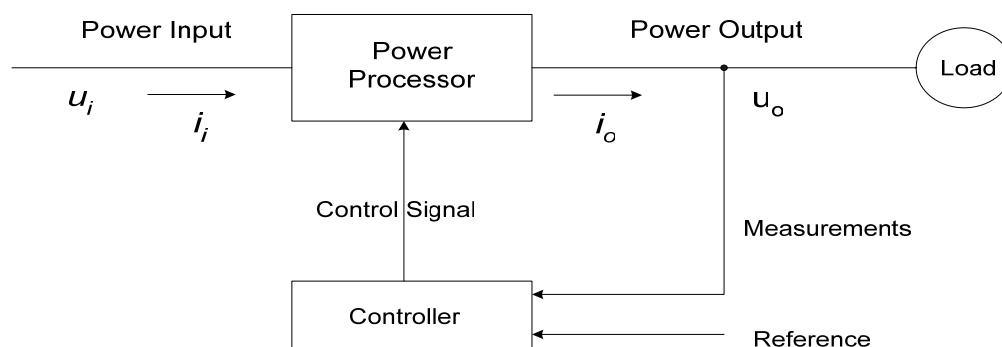 Power Input
Power
Processor
Power Output
Load
u_i
i_i
i_o
u_o
Control Signal
Measurements
Controller
Reference